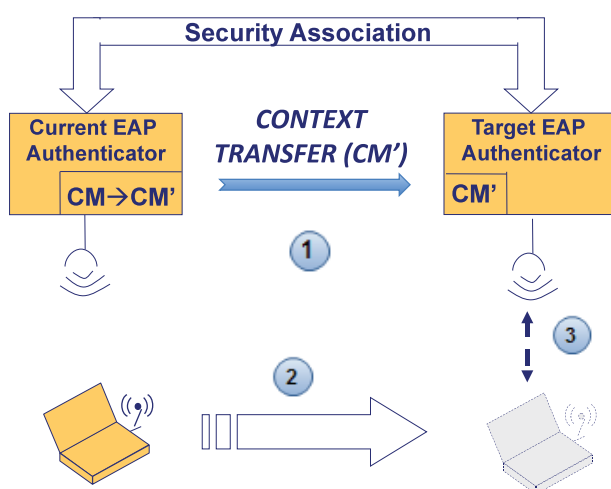 Security Association
Current EAP
Authenticator
CM→CM’
CONTEXT
TRANSFER (CM’)
Target EAP
Authenticator
CM’
1
2
3